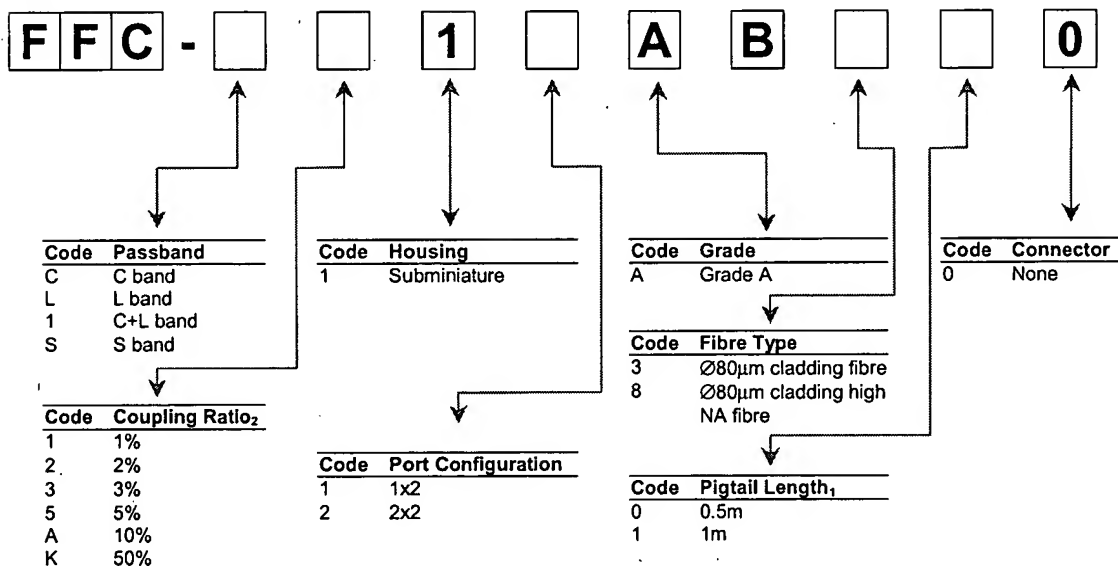 FFC - 1 A B 0
Code Passband
C C band
L L band
1 C+L band
S S band
Code Coupling Ratio₂
1 1%
2 2%
3 3%
5 5%
A 10%
K 50%
Code Housing
1 Subminiature
Code Port Configuration
1 1x2
2 2x2
Code Grade
A Grade A
Code Fibre Type
3 Ø80µm cladding fibre
8 Ø80µm cladding high
NA fibre
Code Pigtail Length₁
0 0.5m
1 1m
Code Connector
0 None